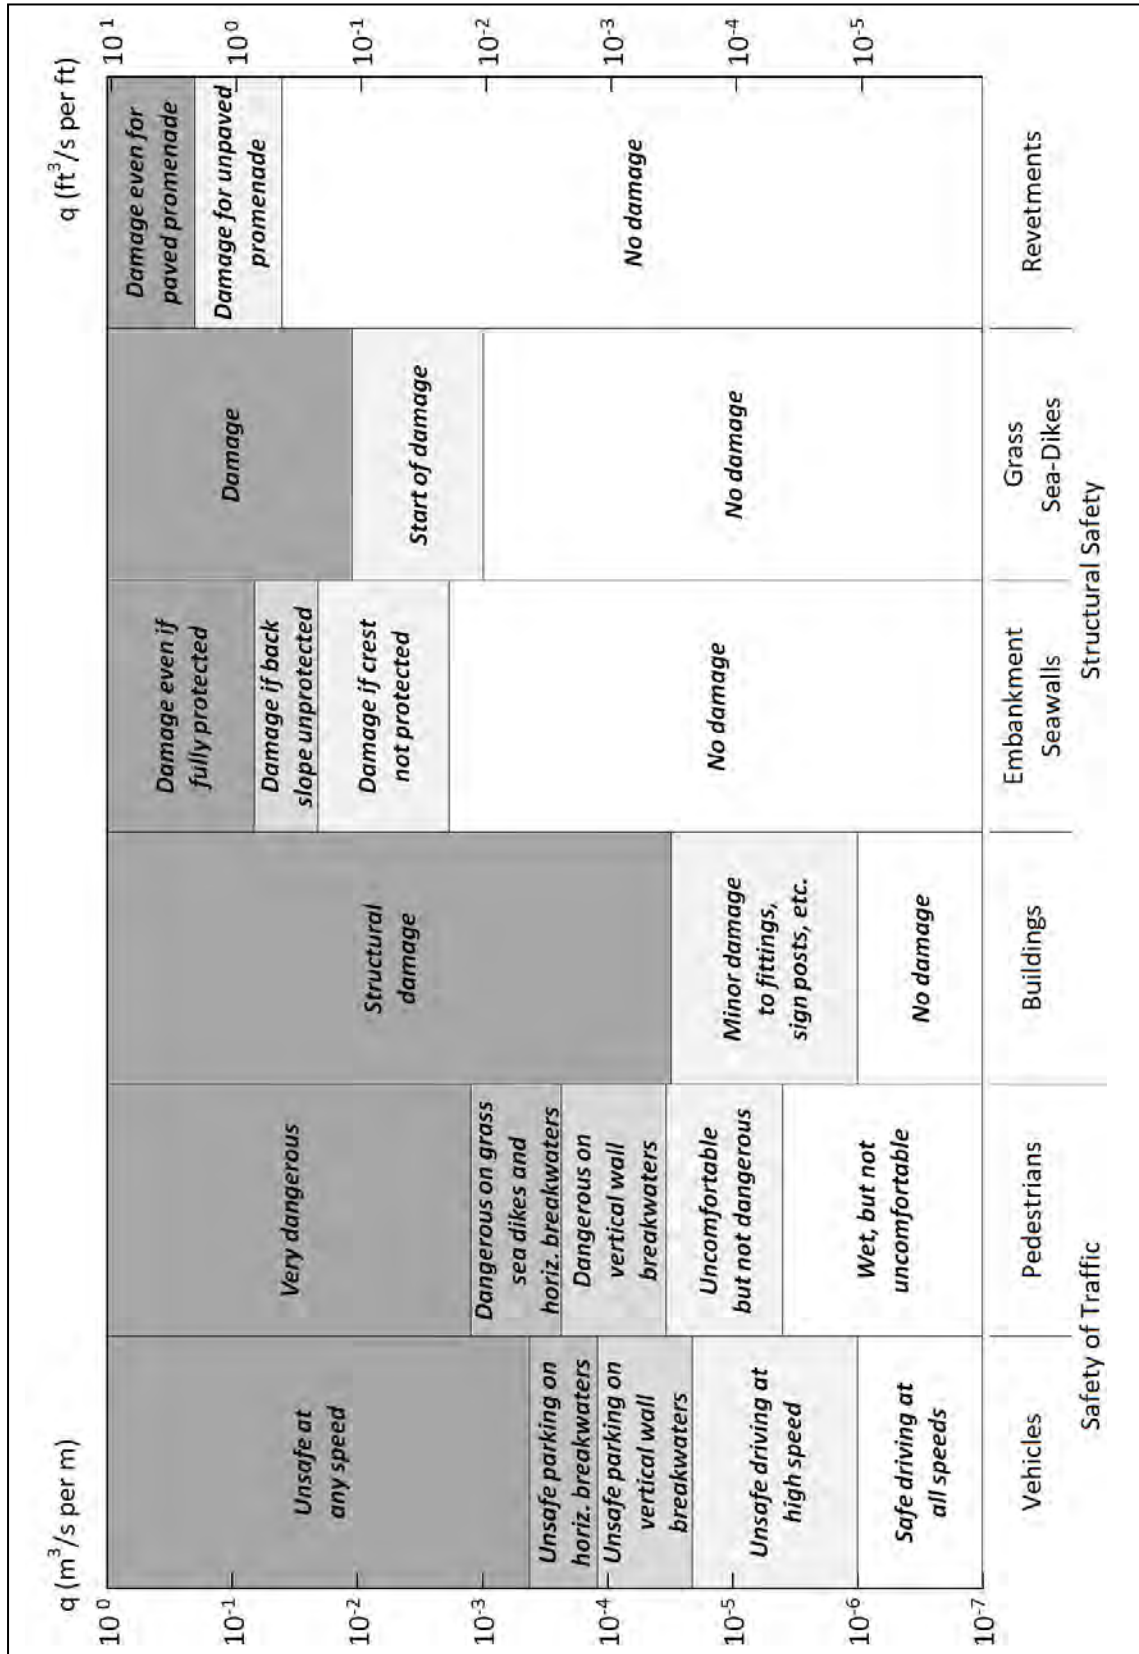 q (m³/s per m)
q (ft³/s per ft)
10⁰
10⁻¹
10⁻²
10⁻³
10⁻⁴
10⁻⁵
10⁻⁶
10⁻⁷
Unsafe at
any speed
Unsafe parking on
horiz. breakwaters
Unsafe parking on
vertical wall
breakwaters
Unsafe driving at
high speed
Safe driving at
all speeds
Very dangerous
Dangerous on grass
sea dikes and
horiz. breakwaters
Dangerous on
vertical wall
breakwaters
Uncomfortable
but not dangerous
Wet, but not
uncomfortable
Structural
damage
Minor damage
to fittings,
sign posts, etc.
No damage
Damage even if
fully protected
Damage if back
slope unprotected
Damage if crest
not protected
No damage
Damage
Start of damage
No damage
Damage even for
paved promenade
Damage for unpaved
promenade
No damage
10¹
10⁰
10⁻¹
10⁻²
10⁻³
10⁻⁴
10⁻⁵
Vehicles
Pedestrians
Buildings
Embankment
Seawalls
Grass
Sea-Dikes
Revetments
Safety of Traffic
Structural Safety